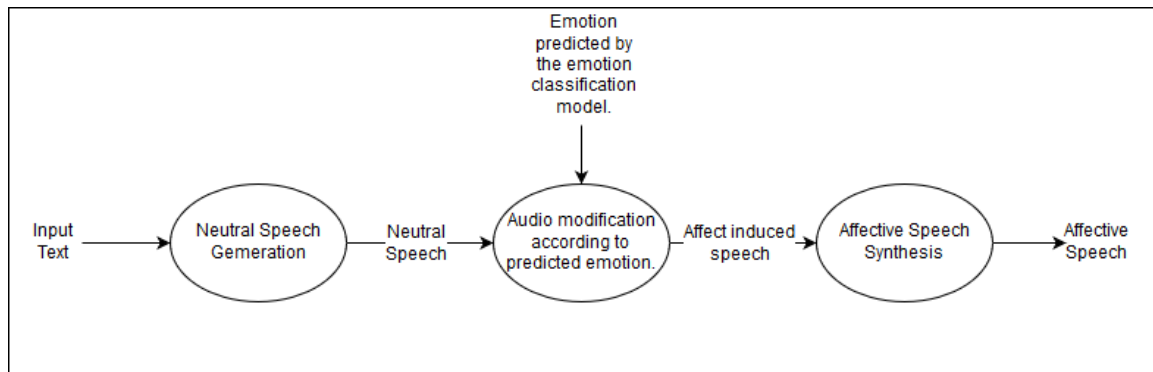 Emotion
predicted by
the emotion
classification
model.
Input
Text
Neutral Speech
Gemeration
Neutral
Speech
Audio modification
according to
predicted emotion.
Affect induced
speech
Affective Speech
Synthesis
Affective
Speech